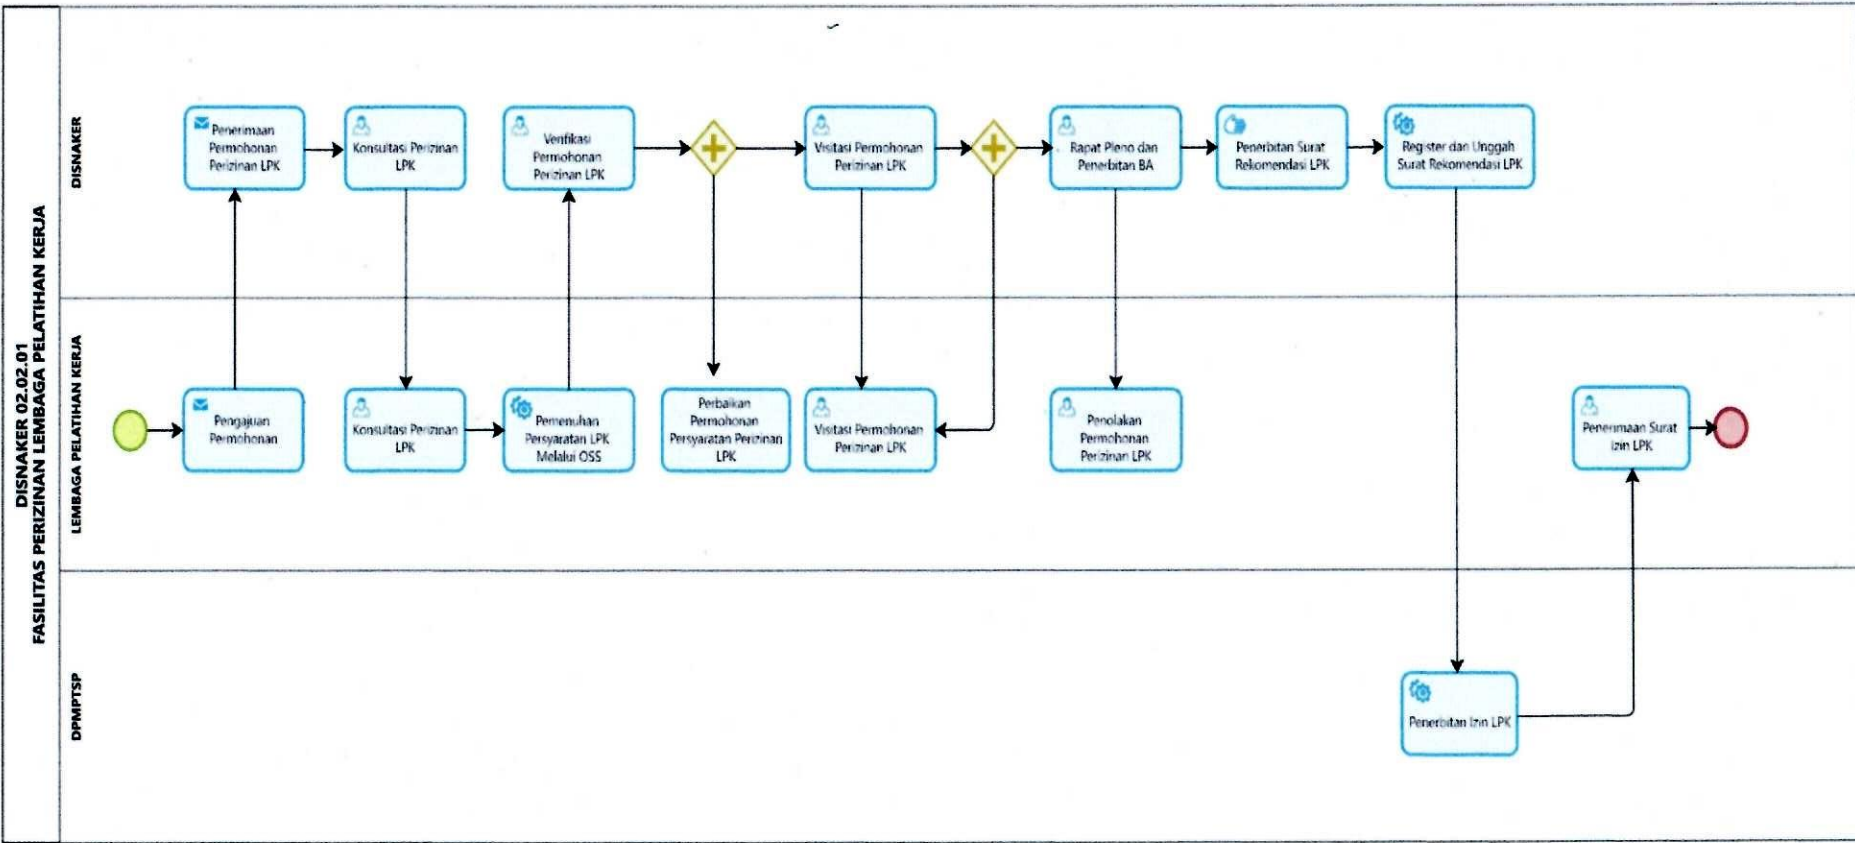 DISNAKER 02.02.01
FASILITAS PERIZINAN LEMBAGA PELATIHAN KERJA
DISNAKER
Penerimaan
Permohonan
Perizinan LPK
Konsultasi Perizinan
LPK
Verifikasi
Permohonan
Perizinan LPK
Visitasi Permohonan
Perizinan LPK
Rapat Pleno dan
Penerbitan BA
Penerbitan Surat
Rekomendasi LPK
Register dan Unggah
Surat Rekomendasi LPK
LEMBAGA PELATIHAN KERJA
Pengajuan
Permohonan
Konsultasi Perizinan
LPK
Pemenuhan
Persyaratan LPK
Melalui OSS
Perbaikan
Permohonan
Persyaratan Perizinan
LPK
Visitasi Permohonan
Perizinan LPK
Penolakan
Permohonan
Perizinan LPK
Penerimaan Surat
Izin LPK
DPMPTSP
Penerbitan Izin LPK